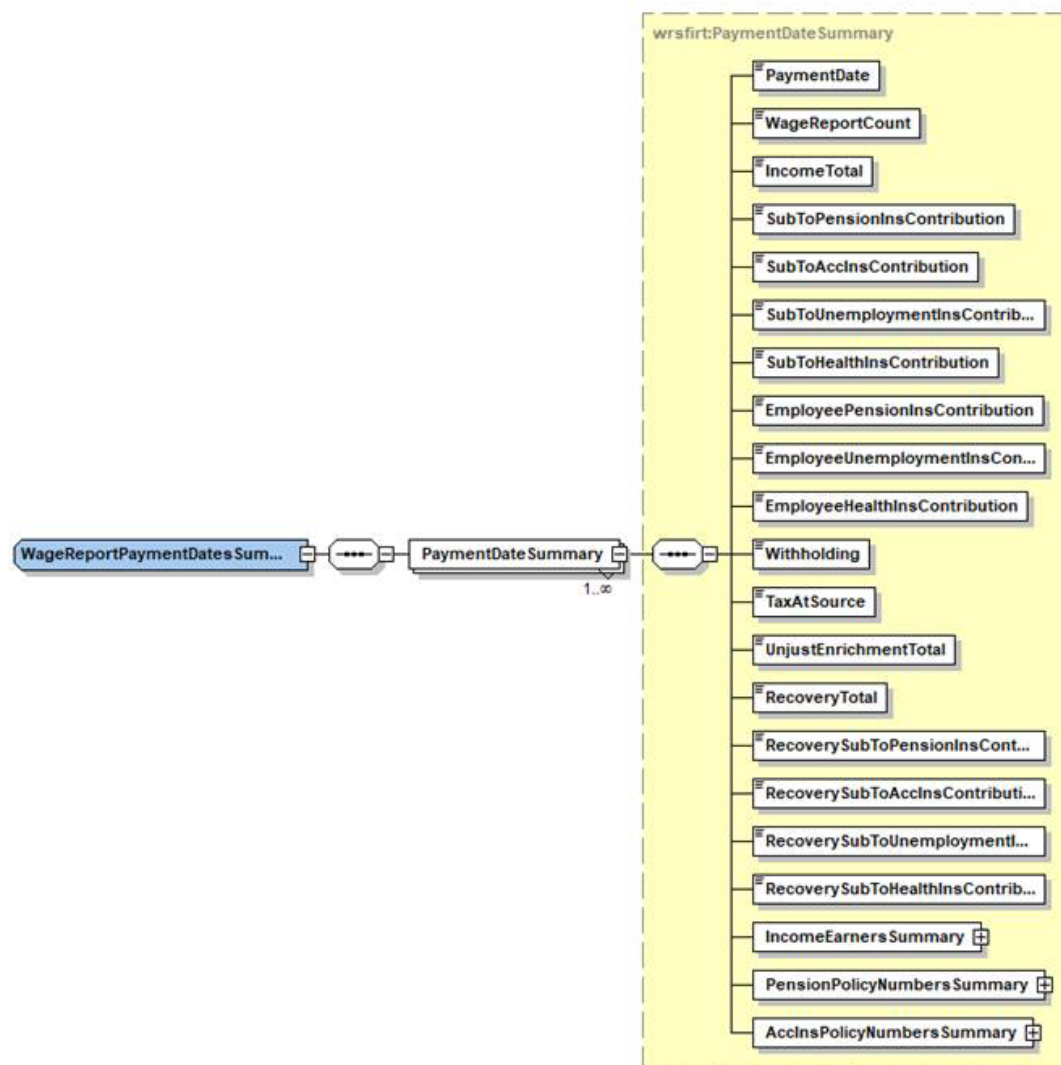 wrsfirt:PaymentDateSummary
PaymentDate
WageReportCount
IncomeTotal
SubToPensionInsContribution
SubToAccInsContribution
SubToUnemploymentInsContrib...
SubToHealthInsContribution
EmployeePensionInsContribution
EmployeeUnemploymentInsCon...
EmployeeHealthInsContribution
WageReportPaymentDatesSum...
PaymentDateSummary
1..∞
Withholding
TaxAtSource
UnjustEnrichmentTotal
RecoveryTotal
RecoverySubToPensionInsCont...
RecoverySubToAccInsContributi...
RecoverySubToUnemploymentI...
RecoverySubToHealthInsContrib...
IncomeEarnersSummary
PensionPolicyNumbersSummary
AccInsPolicyNumbersSummary